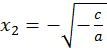 x₂ = −√(−c/a)